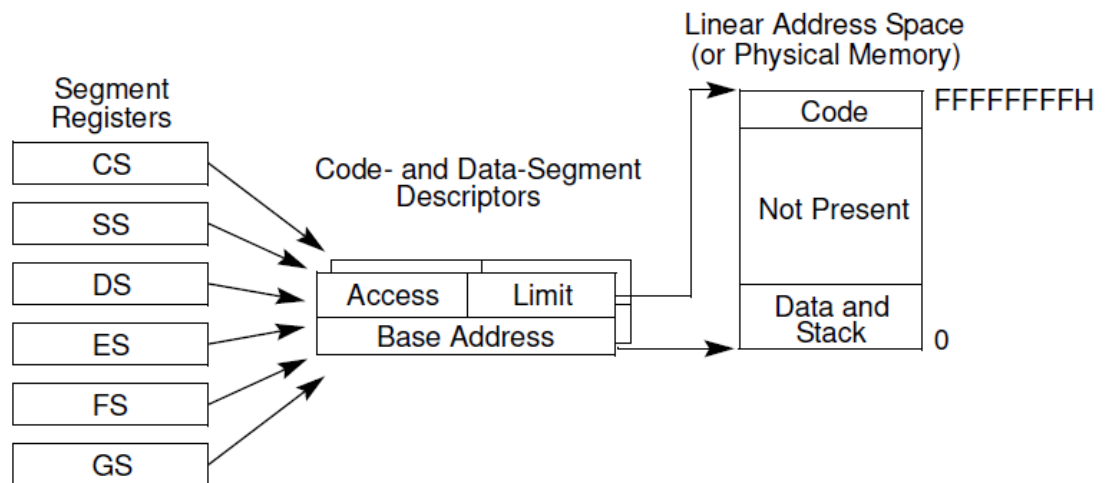 Linear Address Space
(or Physical Memory)
Segment
Registers
CS
SS
DS
ES
FS
GS
Code- and Data-Segment
Descriptors
Access
Limit
Base Address
Code
Not Present
Data and
Stack
FFFFFFFFH
0